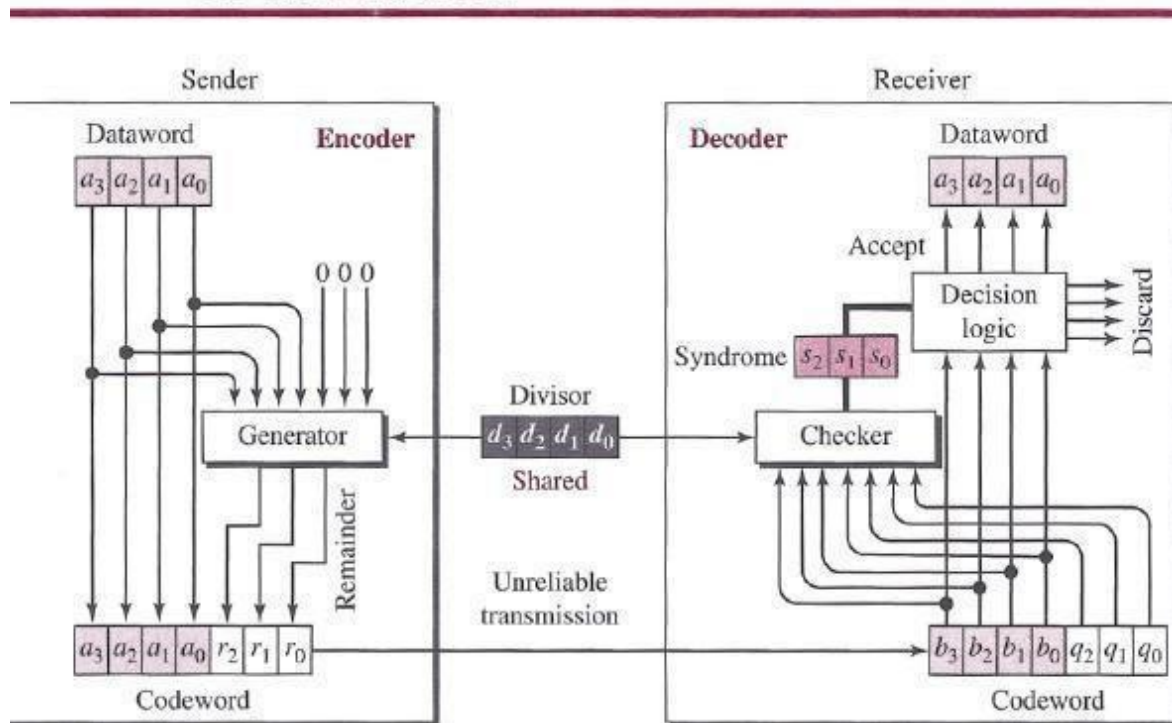 Sender
Encoder
Dataword
a3 a2 a1 a0
0 0 0
Generator
Remainder
a3 a2 a1 a0 r2 r1 r0
Codeword
Divisor
d3 d2 d1 d0
Shared
Unreliable
transmission
Receiver
Decoder
Dataword
a3 a2 a1 a0
Accept
Decision
logic
Discard
Syndrome
s2 s1 s0
Checker
b3 b2 b1 b0 q2 q1 q0
Codeword